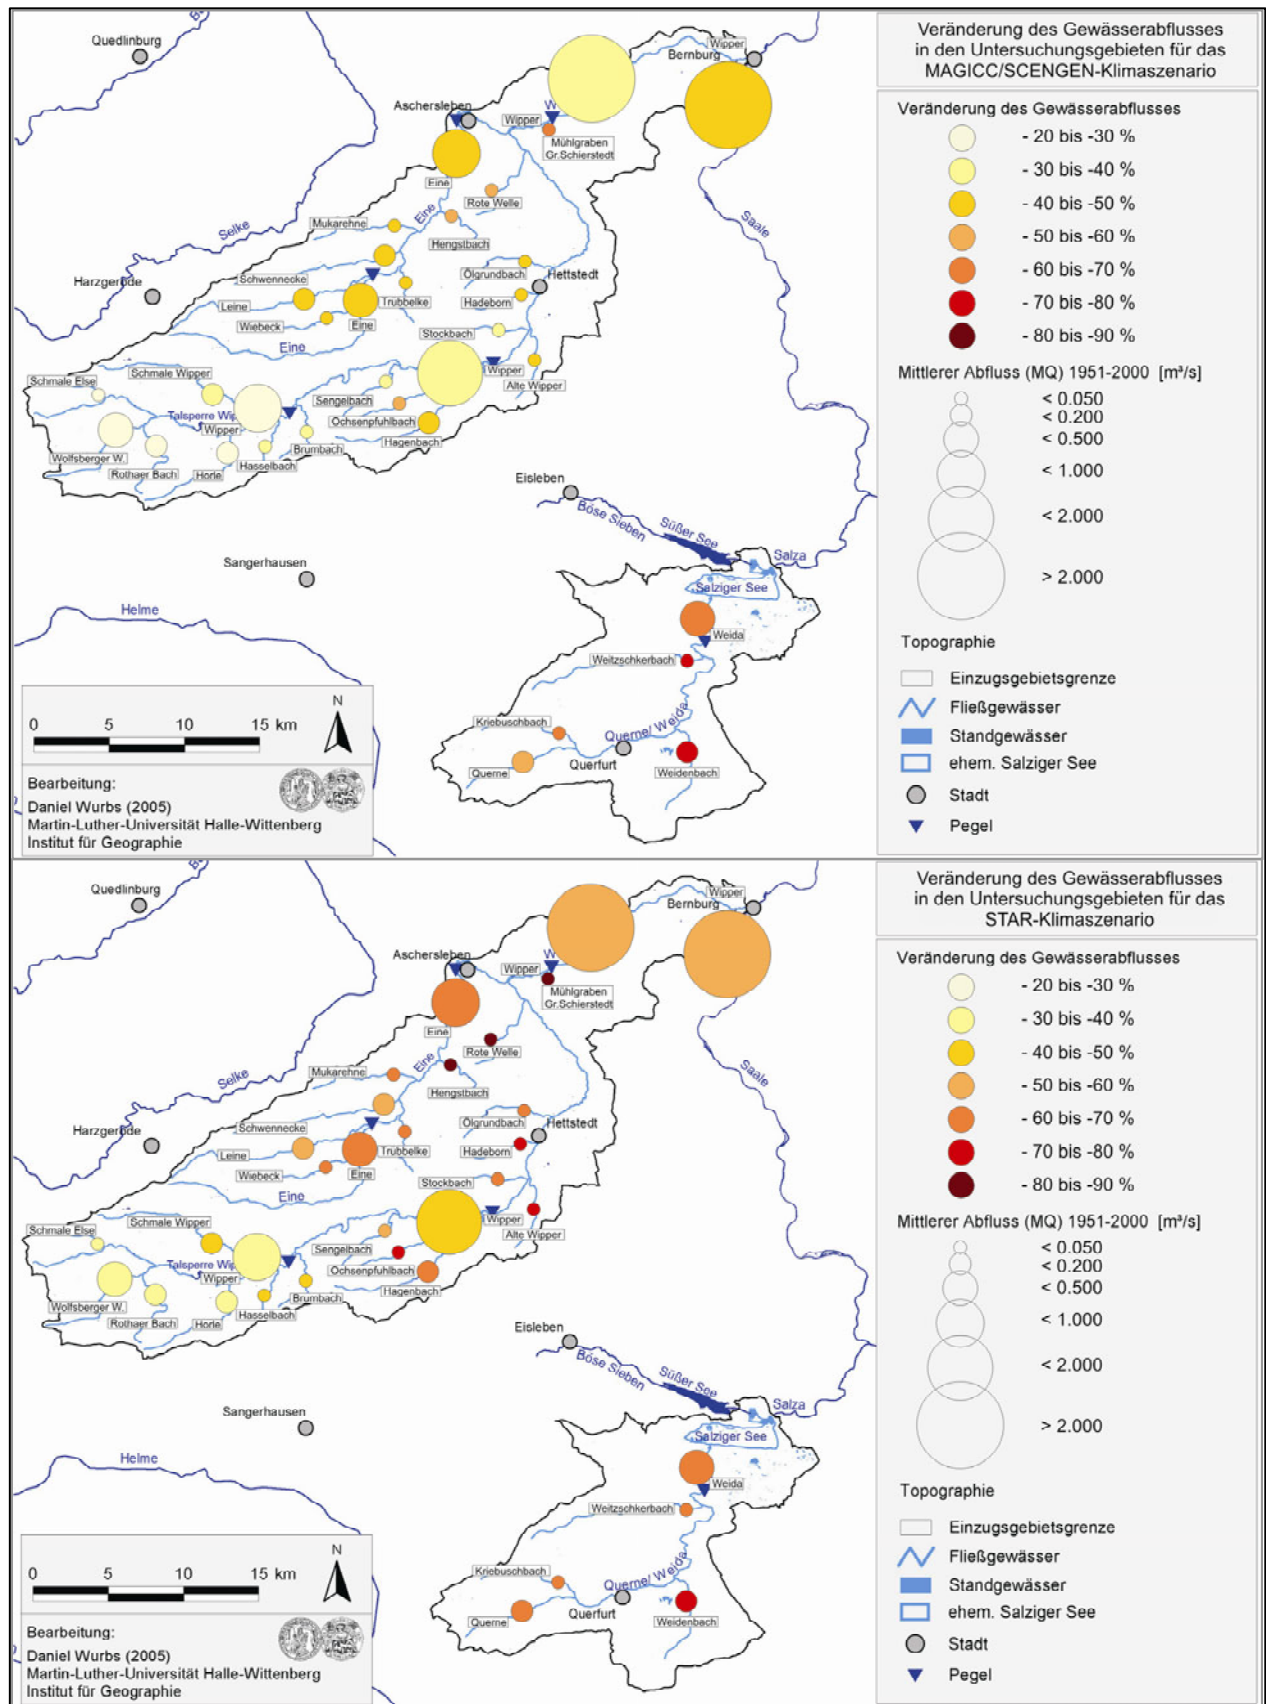 Quedlinburg
Bernburg
Wipper
Aschersleben
Wipper
W
Mühlgraben
Gr.Schierstedt
Eine
Rote Welle
Saale
Selke
Mukarehne
Eine
Hengstbach
Ölgrundbach
Hettstedt
Harzgerode
Schwennecke
Leine
Trübbelke
Hadeborn
Wiebeck
Eine
Stockbach
Eine
Schmale Else
Schmale Wipper
Wipper
Alte Wipper
Sengelbach
Talsperre Wip
Wipper
Ochsenpfuhlbach
Hagenbach
Wolfsberger W.
Rothaer Bach
Horle
Hasselbach
Brumbach
Eisleben
Böse Sieben
Süßer See
Salza
Sangerhausen
Salziger See
Helme
Weida
Weitzschkerbach
Kriebuschbach
Querne/ Weida
Querne
Querfurt
Weidenbach
N
0 5 10 15 km
Bearbeitung:
Daniel Wurbs (2005)
Martin-Luther-Universität Halle-Wittenberg
Institut für Geographie
Veränderung des Gewässerabflusses
in den Untersuchungsgebieten für das
MAGICC/SCENGEN-Klimaszenario
Veränderung des Gewässerabflusses
- 20 bis -30 %
- 30 bis -40 %
- 40 bis -50 %
- 50 bis -60 %
- 60 bis -70 %
- 70 bis -80 %
- 80 bis -90 %
Mittlerer Abfluss (MQ) 1951-2000 [m³/s]
< 0.050
< 0.200
< 0.500
< 1.000
< 2.000
> 2.000
Topographie
Einzugsgebietsgrenze
Fließgewässer
Standgewässer
ehem. Salziger See
Stadt
Pegel
Quedlinburg
Bernburg
Wipper
Aschersleben
Wipper
W
Mühlgraben
Gr.Schierstedt
Eine
Rote Welle
Saale
Selke
Mukarehne
Eine
Hengstbach
Ölgrundbach
Hettstedt
Harzgerode
Schwennecke
Leine
Trübbelke
Hadeborn
Wiebeck
Eine
Stockbach
Eine
Schmale Else
Schmale Wipper
Wipper
Alte Wipper
Sengelbach
Talsperre Wip
Wipper
Ochsenpfuhlbach
Hagenbach
Wolfsberger W.
Rothaer Bach
Horle
Hasselbach
Brumbach
Eisleben
Böse Sieben
Süßer See
Salza
Sangerhausen
Salziger See
Helme
Weida
Weitzschkerbach
Kriebuschbach
Querne/ Weida
Querne
Querfurt
Weidenbach
N
0 5 10 15 km
Bearbeitung:
Daniel Wurbs (2005)
Martin-Luther-Universität Halle-Wittenberg
Institut für Geographie
Veränderung des Gewässerabflusses
in den Untersuchungsgebieten für das
STAR-Klimaszenario
Veränderung des Gewässerabflusses
- 20 bis -30 %
- 30 bis -40 %
- 40 bis -50 %
- 50 bis -60 %
- 60 bis -70 %
- 70 bis -80 %
- 80 bis -90 %
Mittlerer Abfluss (MQ) 1951-2000 [m³/s]
< 0.050
< 0.200
< 0.500
< 1.000
< 2.000
> 2.000
Topographie
Einzugsgebietsgrenze
Fließgewässer
Standgewässer
ehem. Salziger See
Stadt
Pegel